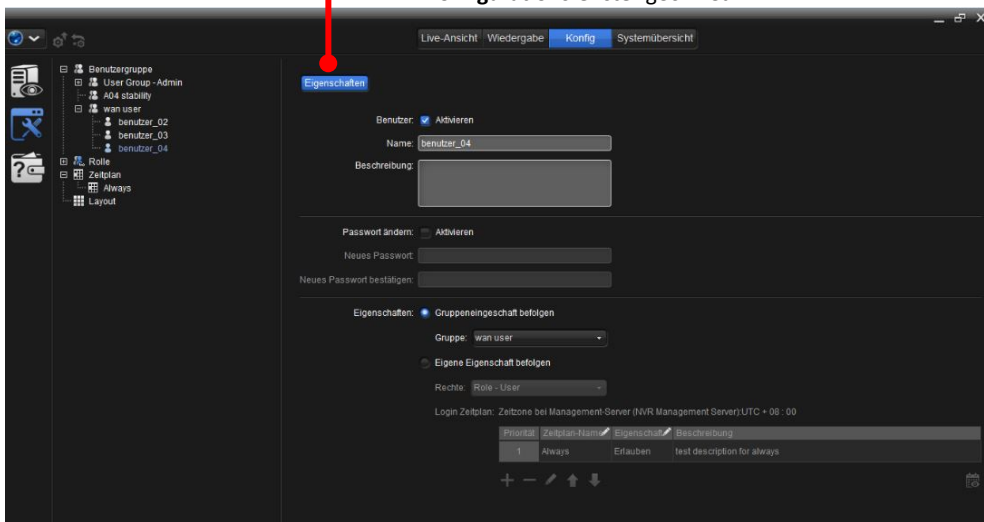 Live-Ansicht Wiedergabe Konfig Systemübersicht
Benutzergruppe
User Group - Admin
A04 stability
wan user
benutzer_02
benutzer_03
benutzer_04
Rolle
Zeitplan
Always
Layout
Eigenschaften
Benutzer: Aktivieren
Name: benutzer_04
Beschreibung:
Passwort ändern: Aktivieren
Neues Passwort:
Neues Passwort bestätigen:
Eigenschaften: Gruppeneingeschaft befolgen
Gruppe: wan user
Eigene Eigenschaft befolgen
Rechte: Role - User
Login Zeitplan: Zeitzone bei Management-Server (NVR Management Server):UTC + 08 : 00
Priorität Zeitplan-Name Eigenschaft Beschreibung
1 Always Erlauben test description for always